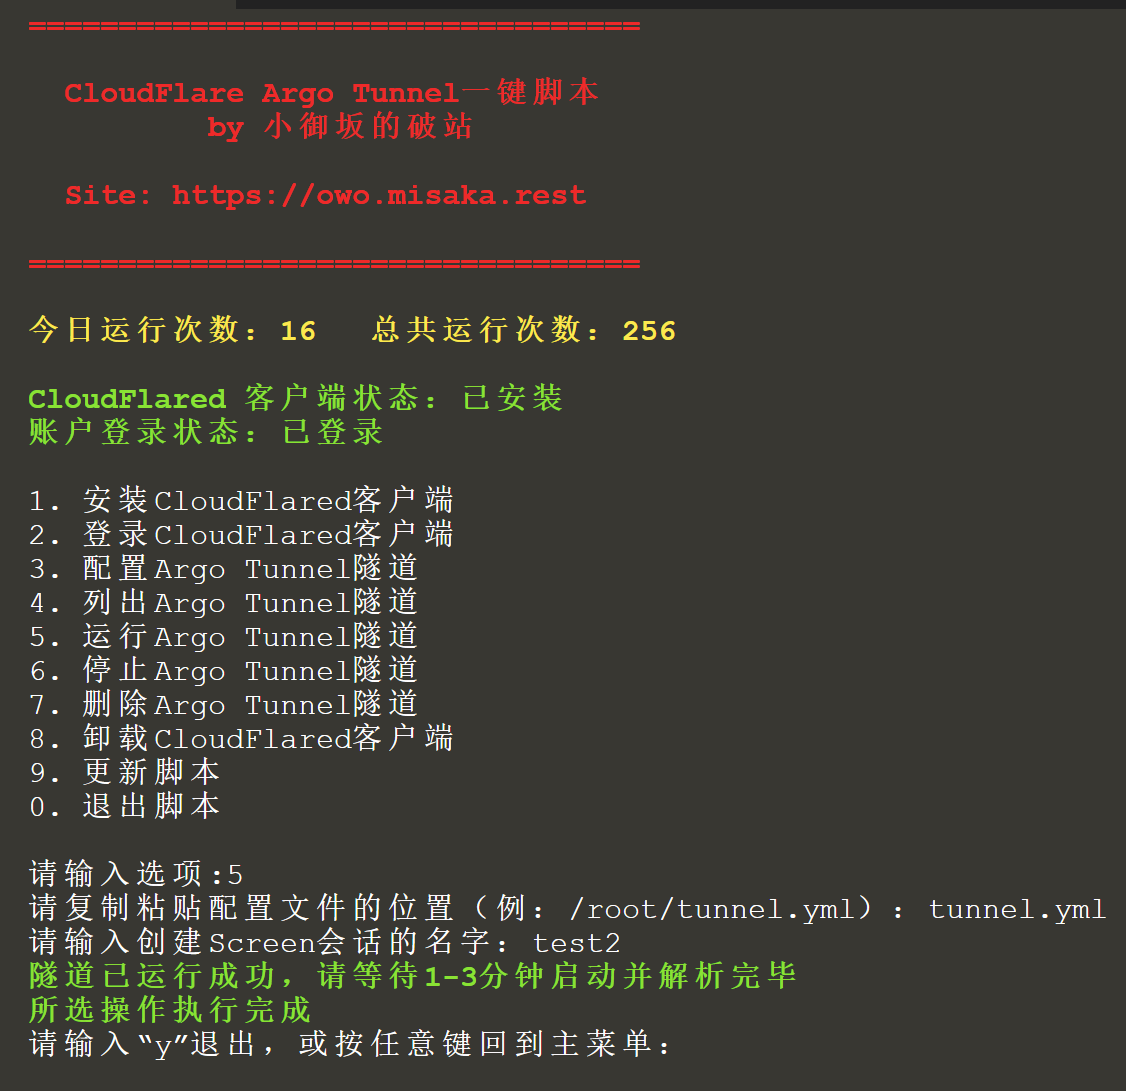 ==================================
CloudFlare Argo Tunnel一键脚本
by 小御坂的破站
Site: https://owo.misaka.rest
==================================
今日运行次数：16 总共运行次数：256
CloudFlared 客户端状态：已安装
账户登录状态：已登录
1. 安装CloudFlared客户端
2. 登录CloudFlared客户端
3. 配置Argo Tunnel隧道
4. 列出Argo Tunnel隧道
5. 运行Argo Tunnel隧道
6. 停止Argo Tunnel隧道
7. 删除Argo Tunnel隧道
8. 卸载CloudFlared客户端
9. 更新脚本
0. 退出脚本
请输入选项:5
请复制粘贴配置文件的位置（例：/root/tunnel.yml）：tunnel.yml
请输入创建Screen会话的名字：test2
隧道已运行成功，请等待1-3分钟启动并解析完毕
所选操作执行完成
请输入“y”退出，或按任意键回到主菜单：